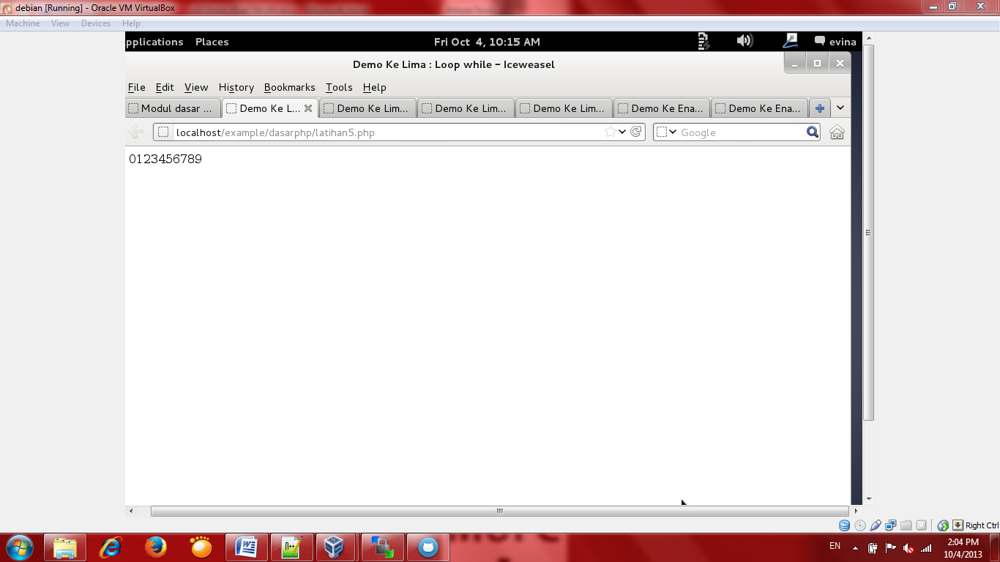 debian [Running] - Oracle VM VirtualBox
Machine View Devices Help
pplications Places Fri Oct 4, 10:15 AM evina
Demo Ke Lima : Loop while - Iceweasel
File Edit View History Bookmarks Tools Help
Modul dasar ... Demo Ke L... Demo Ke Lim... Demo Ke Lim... Demo Ke Lim... Demo Ke Ena... Demo Ke Ena...
localhost/example/dasarphp/latihan5.php Google
0123456789
Right Ctrl
EN 2:04 PM
10/4/2013